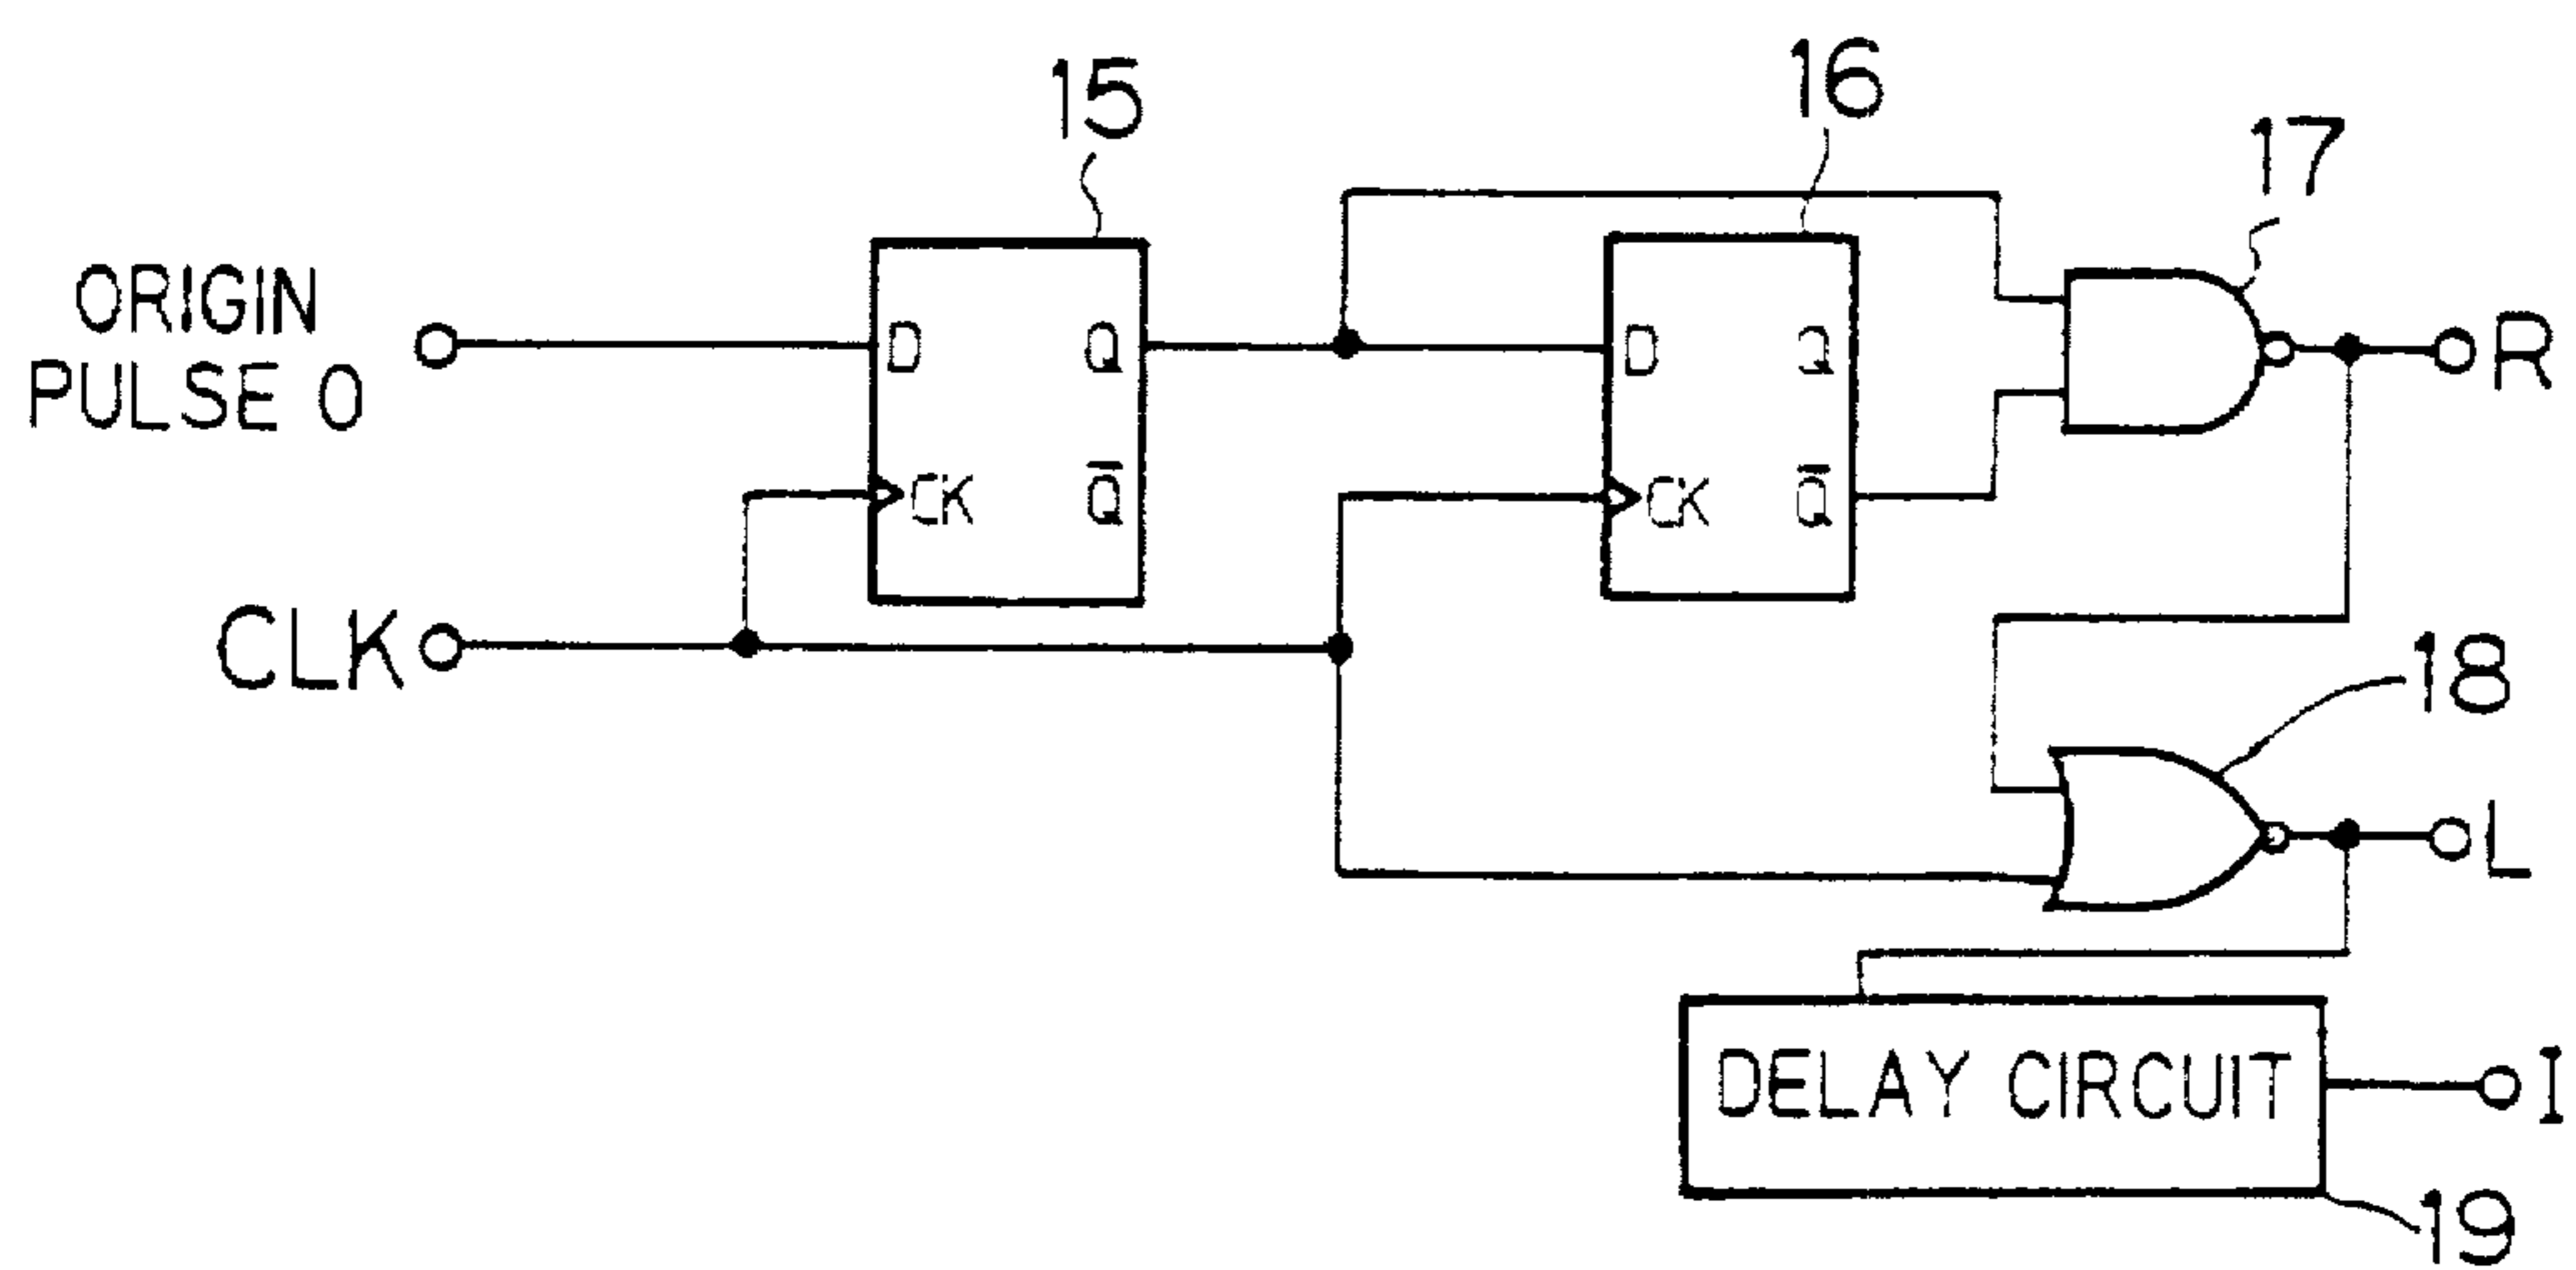 15
16
17
ORIGIN
PULSE O
D
Q
D
Q
R
CK
Q̅
CK
Q̅
CLK
18
L
DELAY CIRCUIT
I
19